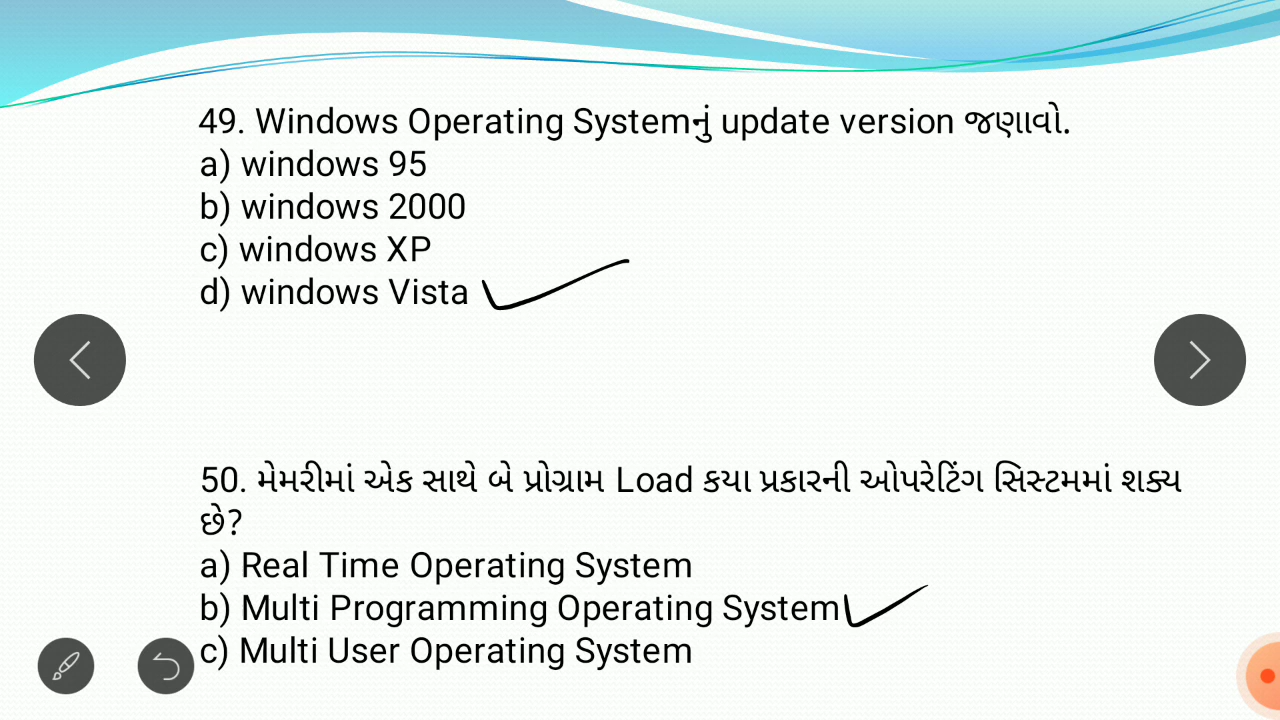 49. Windows Operating Systemનું update version જણાવો.
a) windows 95
b) windows 2000
c) windows XP
d) windows Vista
50. મેમરીમાં એક સાથે બે પ્રોગ્રામ Load કયા પ્રકારની ઓપરેટિંગ સિસ્ટમમાં શક્ય
છે?
a) Real Time Operating System
b) Multi Programming Operating System
c) Multi User Operating System